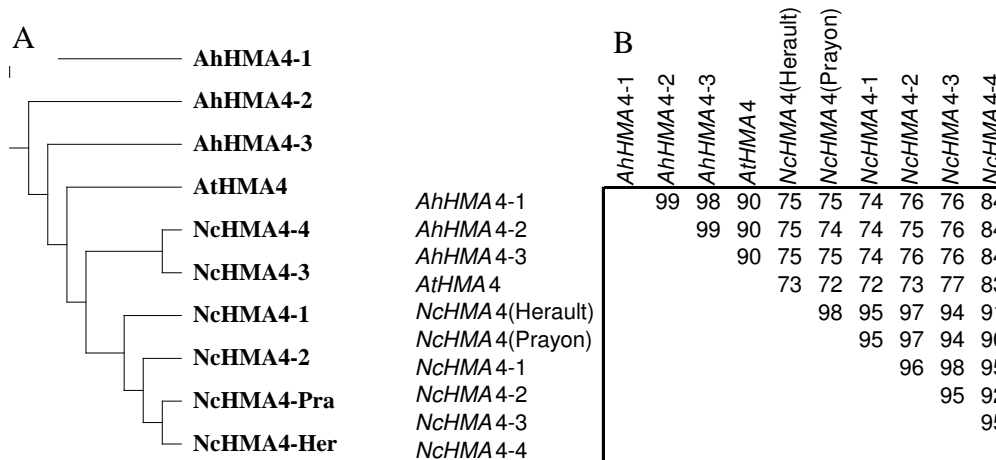 A
AhHMA4-1
AhHMA4-2
AhHMA4-3
AtHMA4
NcHMA4-4
NcHMA4-3
NcHMA4-1
NcHMA4-2
NcHMA4-Pra
NcHMA4-Her
B
AhHMA4-1
AhHMA4-2
AhHMA4-3
AtHMA4
NcHMA4(Herault)
NcHMA4(Prayon)
NcHMA4-1
NcHMA4-2
NcHMA4-3
NcHMA4-4
AhHMA4-1 99 98 90 75 75 74 76 76 84
AhHMA4-2 99 90 75 74 74 75 76 84
AhHMA4-3 90 75 75 74 76 76 84
AtHMA4 73 72 72 73 77 83
NcHMA4(Herault) 98 95 97 94 91
NcHMA4(Prayon) 95 97 94 90
NcHMA4-1 96 98 95
NcHMA4-2 95 92
NcHMA4-3 95
NcHMA4-4